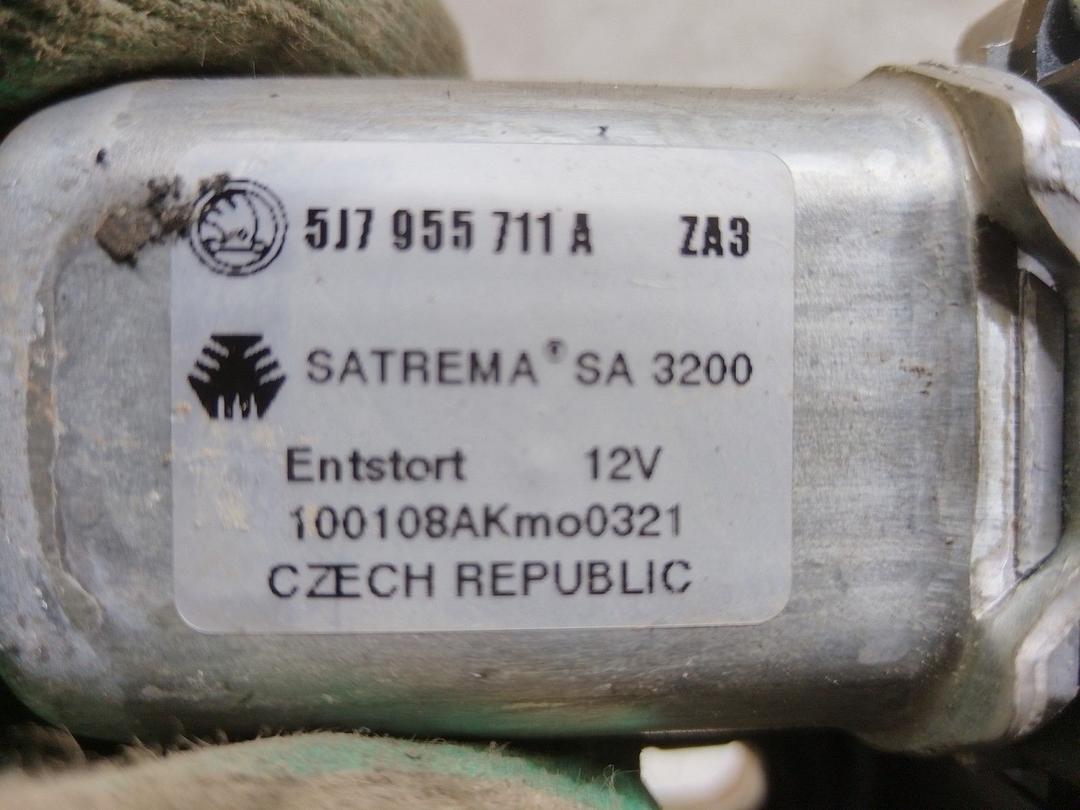 5J7 955 711 A ZA3
SATREMA® SA 3200
Entstort 12V
100108AKmo0321
CZECH REPUBLIC